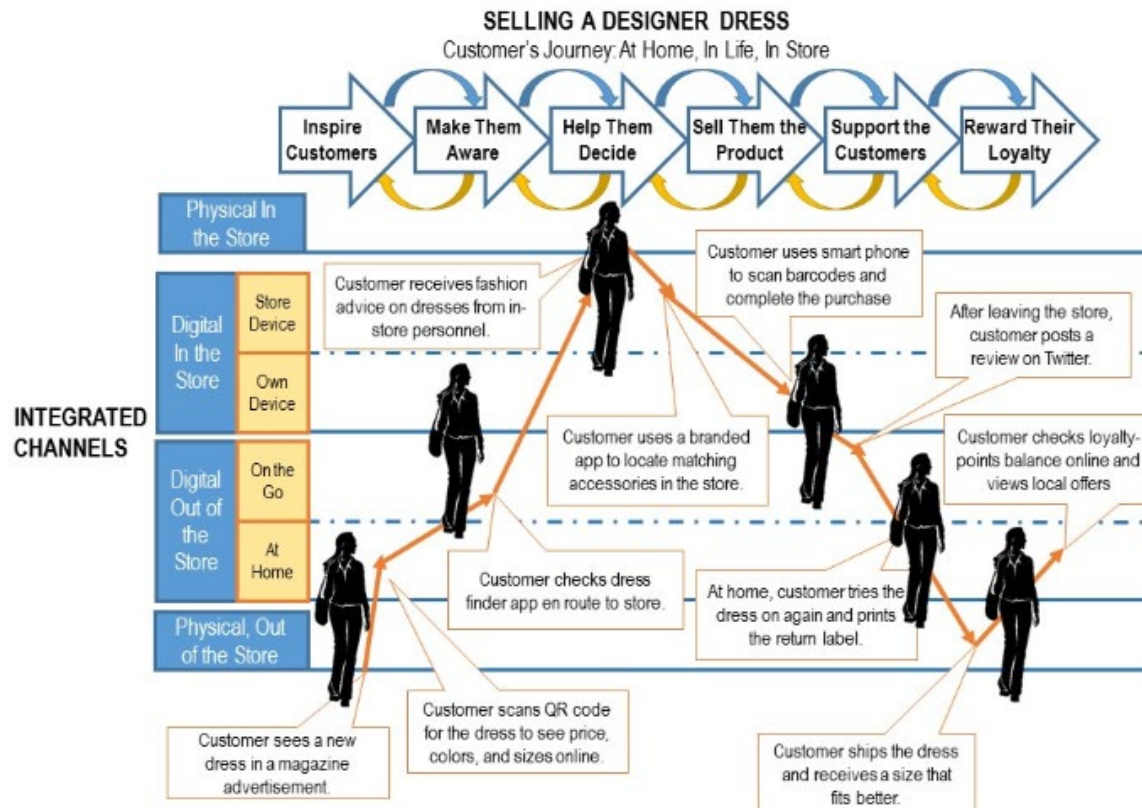 SELLING A DESIGNER DRESS
Customer's Journey: At Home, In Life, In Store
Inspire
Customers
Make Them
Aware
Help Them
Decide
Sell Them the
Product
Support the
Customers
Reward Their
Loyalty
INTEGRATED
CHANNELS
Physical In
the Store
Digital
In the
Store
Store
Device
Own
Device
Digital
Out of
the
Store
On the
Go
At
Home
Physical, Out
of the Store
Customer sees a new
dress in a magazine
advertisement.
Customer scans QR code
for the dress to see price,
colors, and sizes online.
Customer checks dress
finder app en route to store.
Customer receives fashion
advice on dresses from in-
store personnel.
Customer uses a branded
app to locate matching
accessories in the store.
Customer uses smart phone
to scan barcodes and
complete the purchase
After leaving the store,
customer posts a
review on Twitter.
At home, customer tries the
dress on again and prints
the return label.
Customer ships the dress
and receives a size that
fits better.
Customer checks loyalty-
points balance online and
views local offers